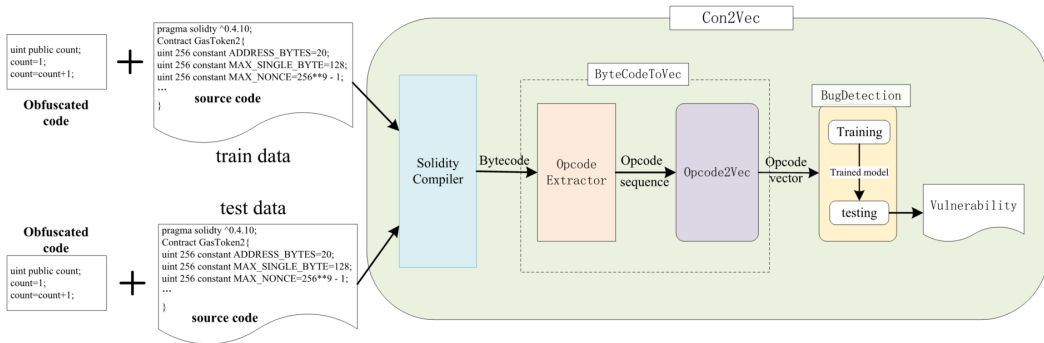 Con2Vec
uint public count;
count=1;
count=count+1;
Obfuscated
code
pragma solidty ^0.4.10;
Contract GasToken2{
uint 256 constant ADDRESS_BYTES=20;
uint 256 constant MAX_SINGLE_BYTE=128;
uint 256 constant MAX_NONCE=256**9 - 1;
...
source code
}
train data
test data
Obfuscated
code
uint public count;
count=1;
count=count+1;
pragma solidty ^0.4.10;
Contract GasToken2{
uint 256 constant ADDRESS_BYTES=20;
uint 256 constant MAX_SINGLE_BYTE=128;
uint 256 constant MAX_NONCE=256**9 - 1;
...
}
source code
Solidity
Compiler
Bytecode
ByteCodeToVec
Opcode
Extractor
Opcode
sequence
Opcode2Vec
Opcode
vector
BugDetection
Training
Trained model
testing
Vulnerability